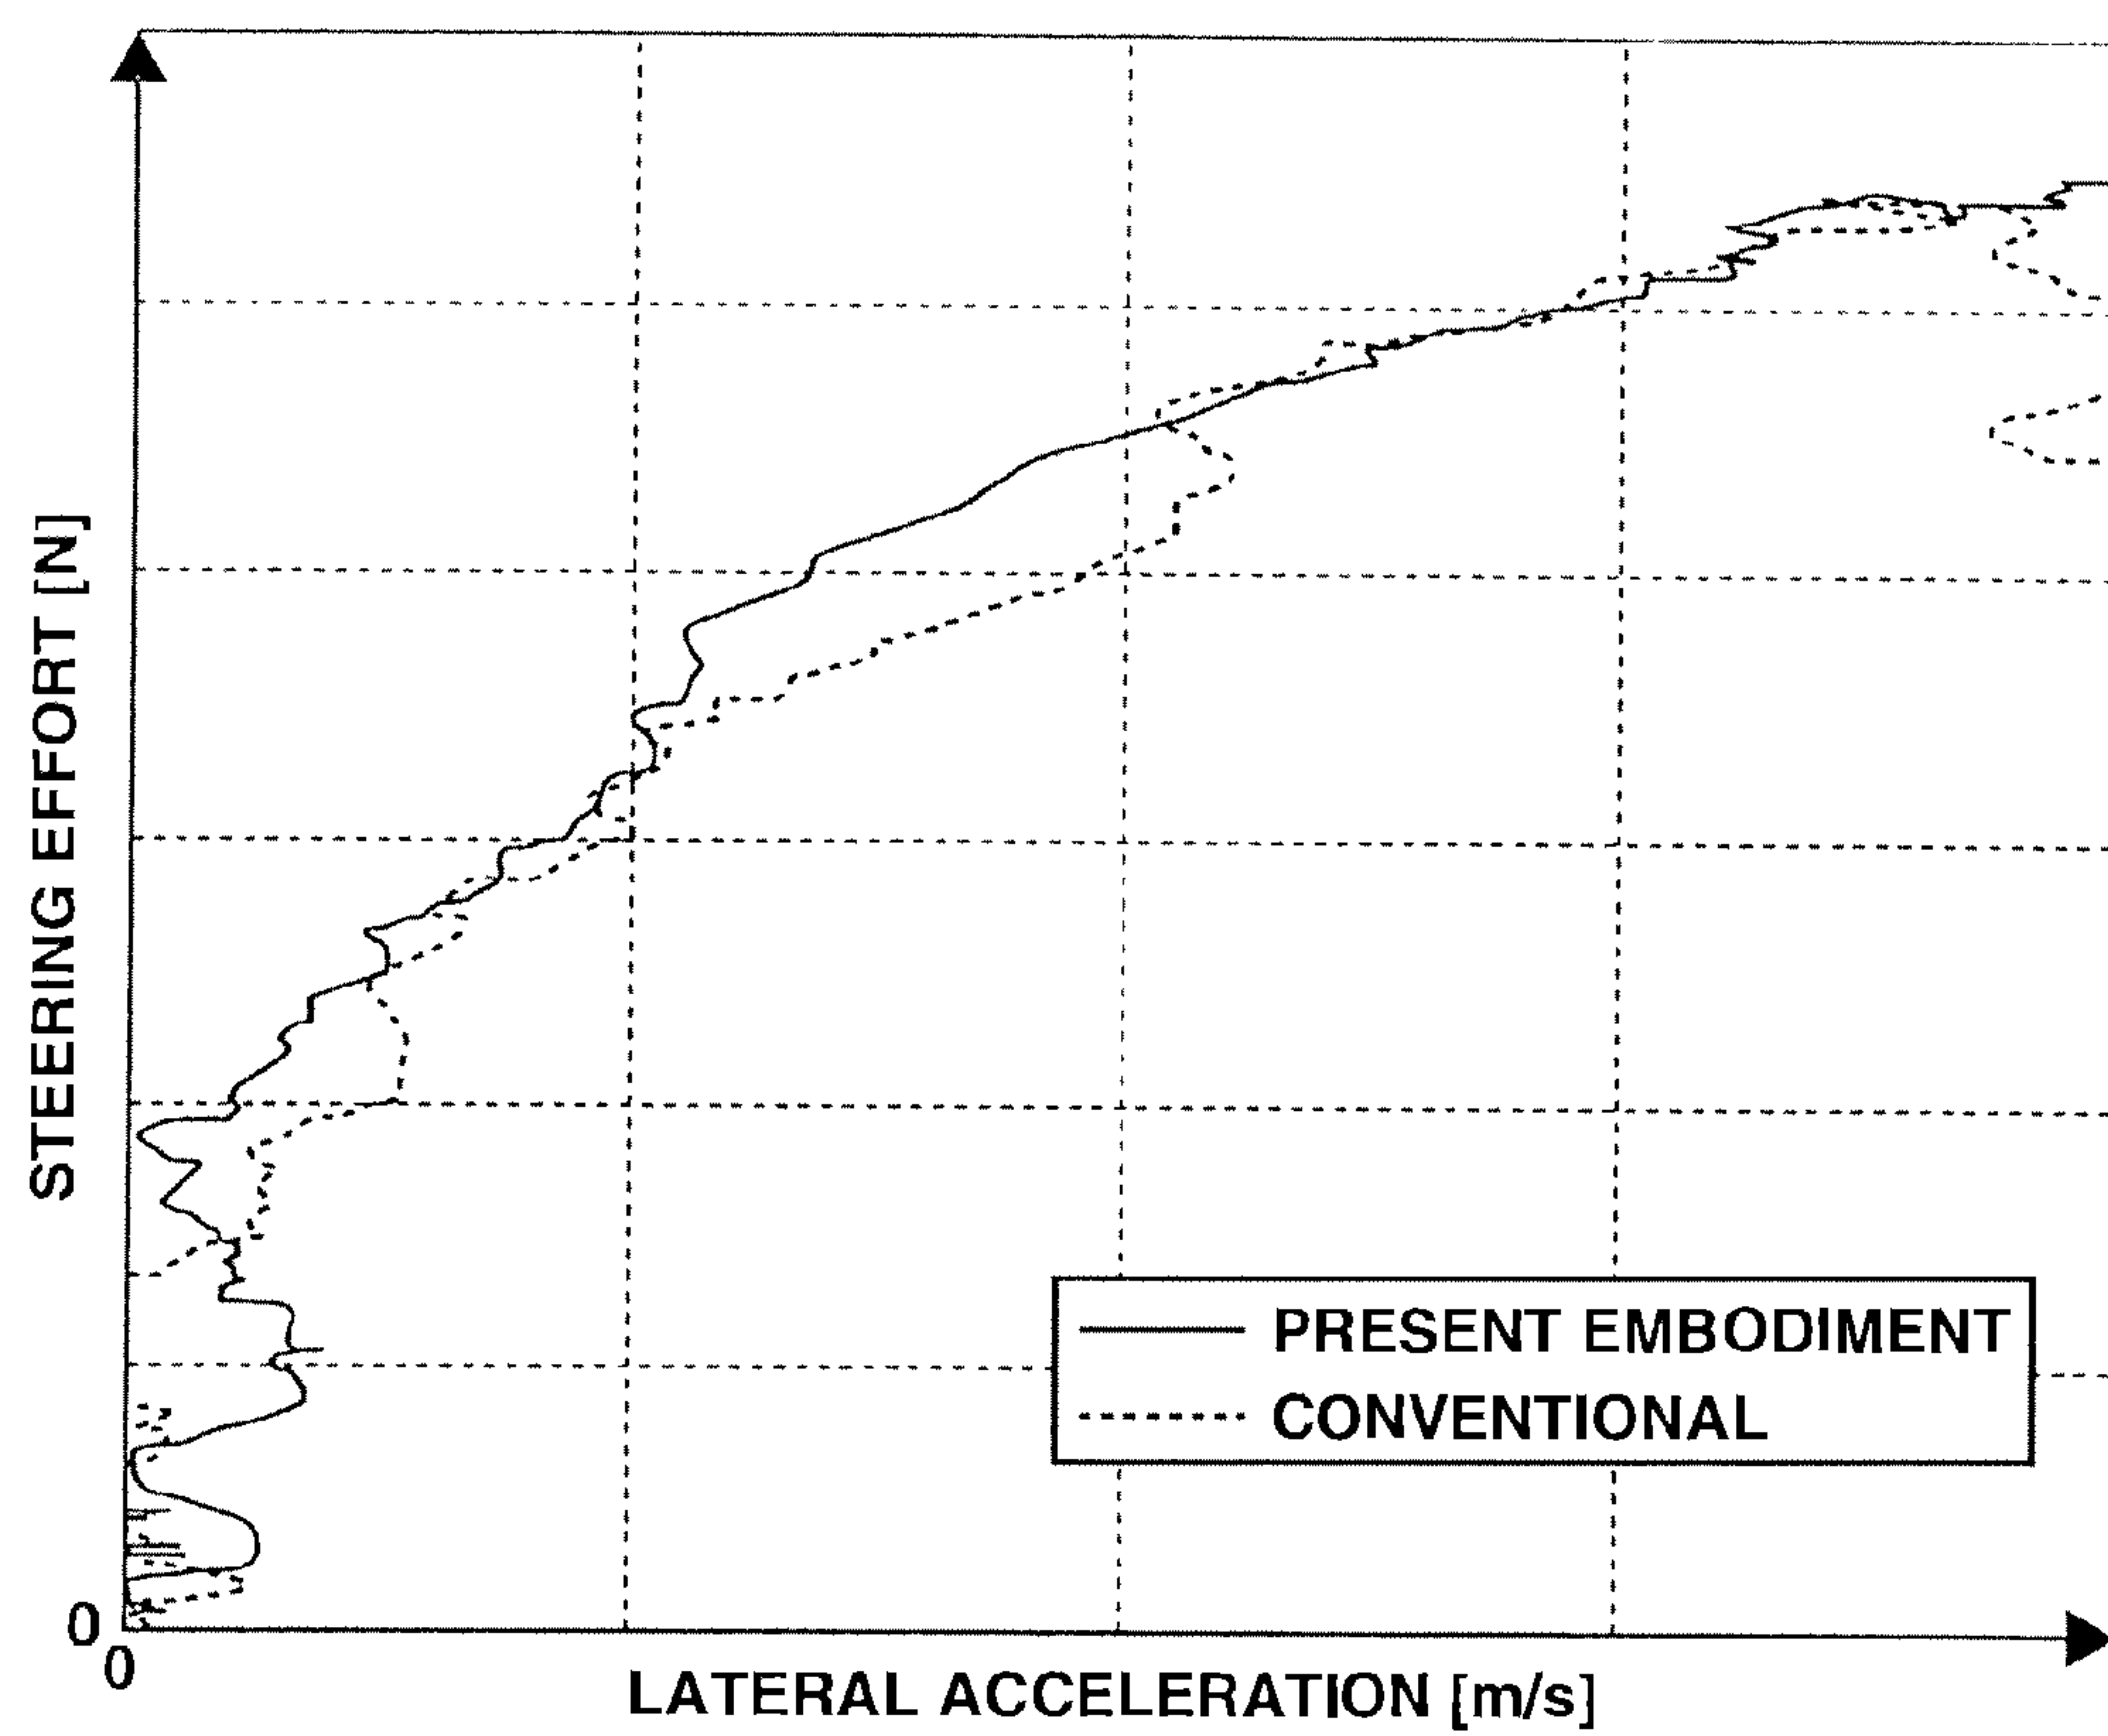 STEERING EFFORT [N]
PRESENT EMBODIMENT
CONVENTIONAL
0
0
LATERAL ACCELERATION [m/s]